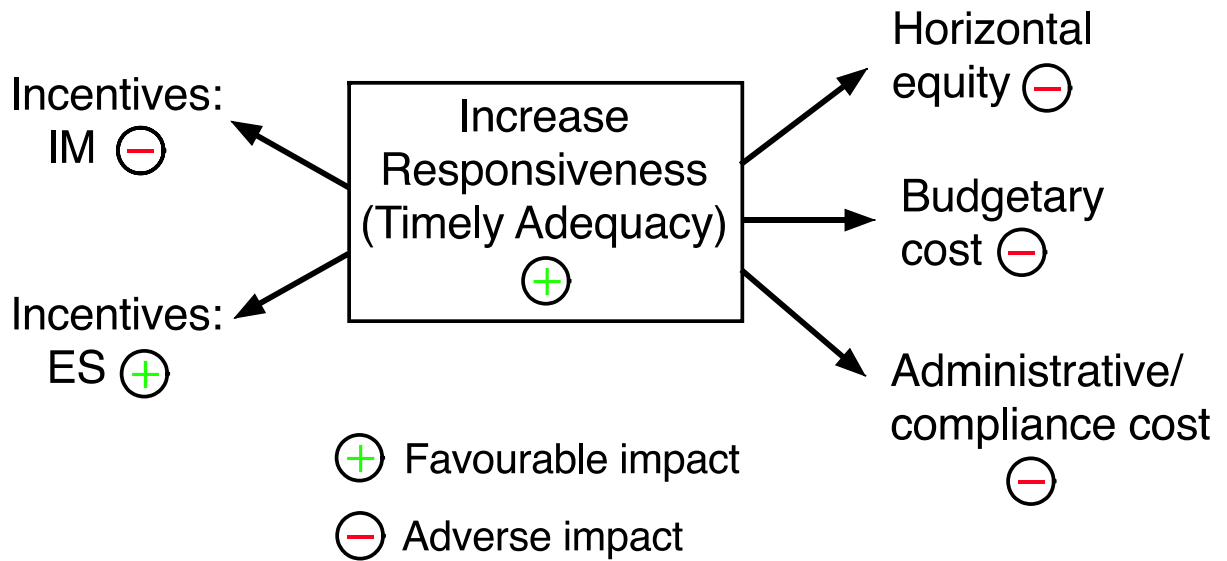 Incentives:
IM −
Incentives:
ES +
Increase
Responsiveness
(Timely Adequacy)
+
Horizontal
equity −
Budgetary
cost −
Administrative/
compliance cost
−
+ Favourable impact
− Adverse impact